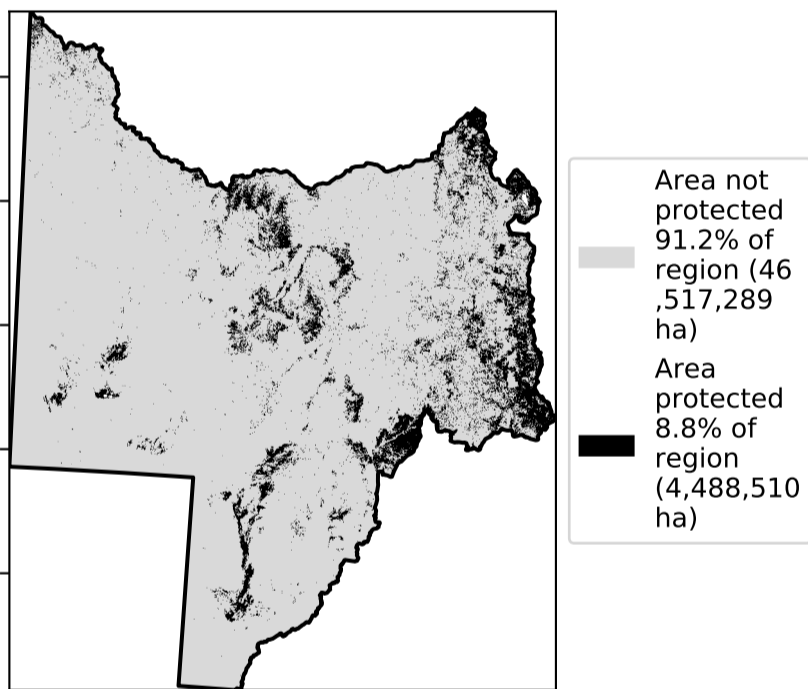 Area not
protected
91.2% of
region (46
,517,289
ha)
Area
protected
8.8% of
region
(4,488,510
ha)